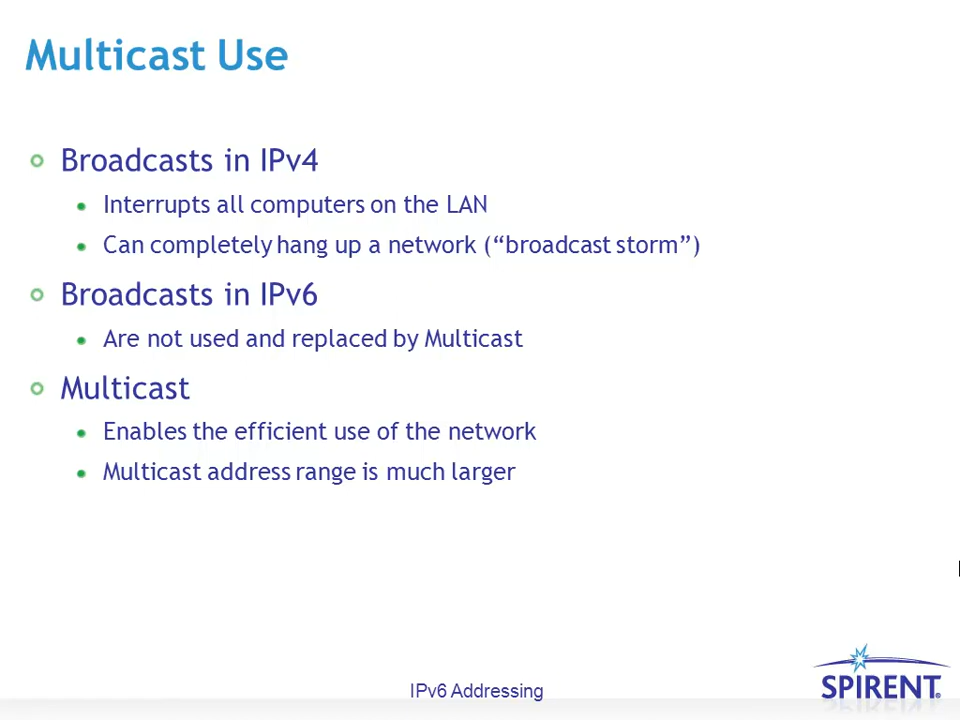 Multicast Use
Broadcasts in IPv4
Interrupts all computers on the LAN
Can completely hang up a network (“broadcast storm”)
Broadcasts in IPv6
Are not used and replaced by Multicast
Multicast
Enables the efficient use of the network
Multicast address range is much larger
IPv6 Addressing
SPIRENT®